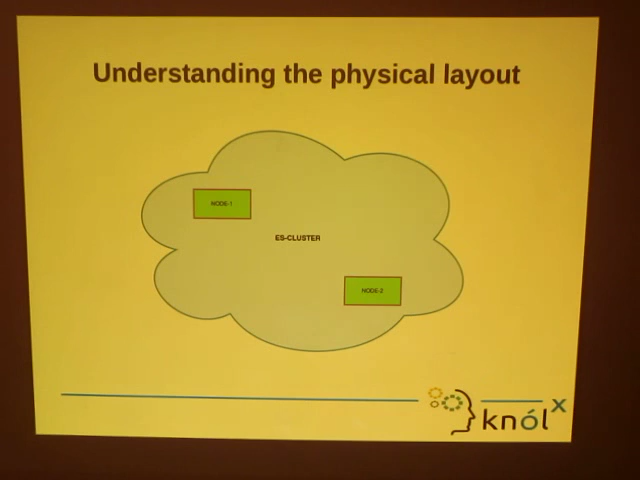 Understanding the physical layout
NODE-1
ES-CLUSTER
NODE-2
knólx